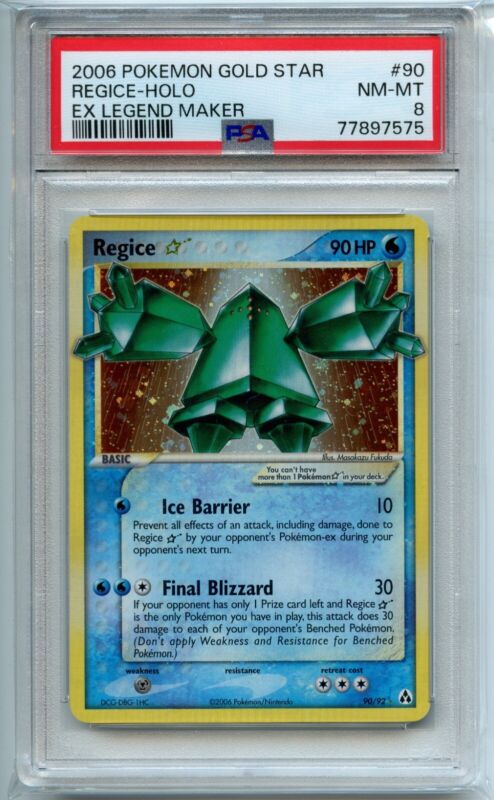 2006 POKEMON GOLD STAR #90
REGICE-HOLO NM-MT
EX LEGEND MAKER 8
PSA 77897575
Regice ☆ 90 HP
BASIC Illus. Masakazu Fukuda
You can't have
more than 1 Pokémon ☆ in your deck.
Ice Barrier 10
Prevent all effects of an attack, including damage, done to
Regice ☆ by your opponent's Pokémon-ex during your
opponent's next turn.
Final Blizzard 30
If your opponent has only 1 Prize card left and Regice ☆
is the only Pokémon you have in play, this attack does 30
damage to each of your opponent's Benched Pokémon.
(Don't apply Weakness and Resistance for Benched
Pokémon.)
weakness resistance retreat cost
DCG-DBG-1HC ©2006 Pokémon/Nintendo 90/92